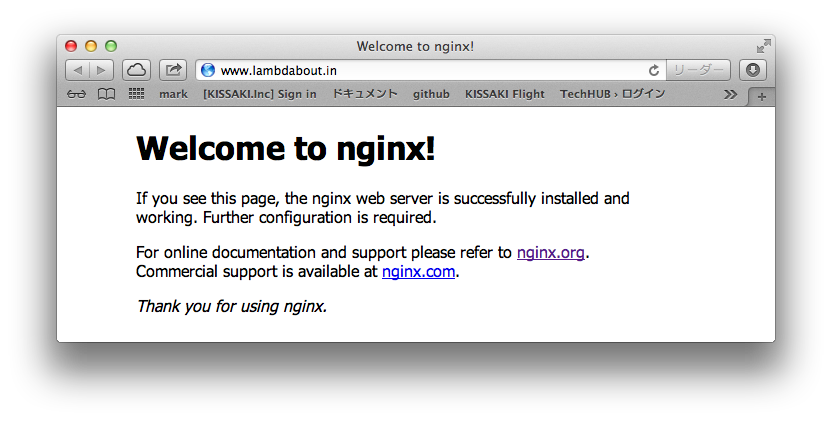 Welcome to nginx!
www.lambdabout.in
リーダー
mark [KISSAKI.Inc] Sign in ドキュメント github KISSAKI Flight TechHUB › ログイン
Welcome to nginx!
If you see this page, the nginx web server is successfully installed and
working. Further configuration is required.
For online documentation and support please refer to nginx.org.
Commercial support is available at nginx.com.
Thank you for using nginx.